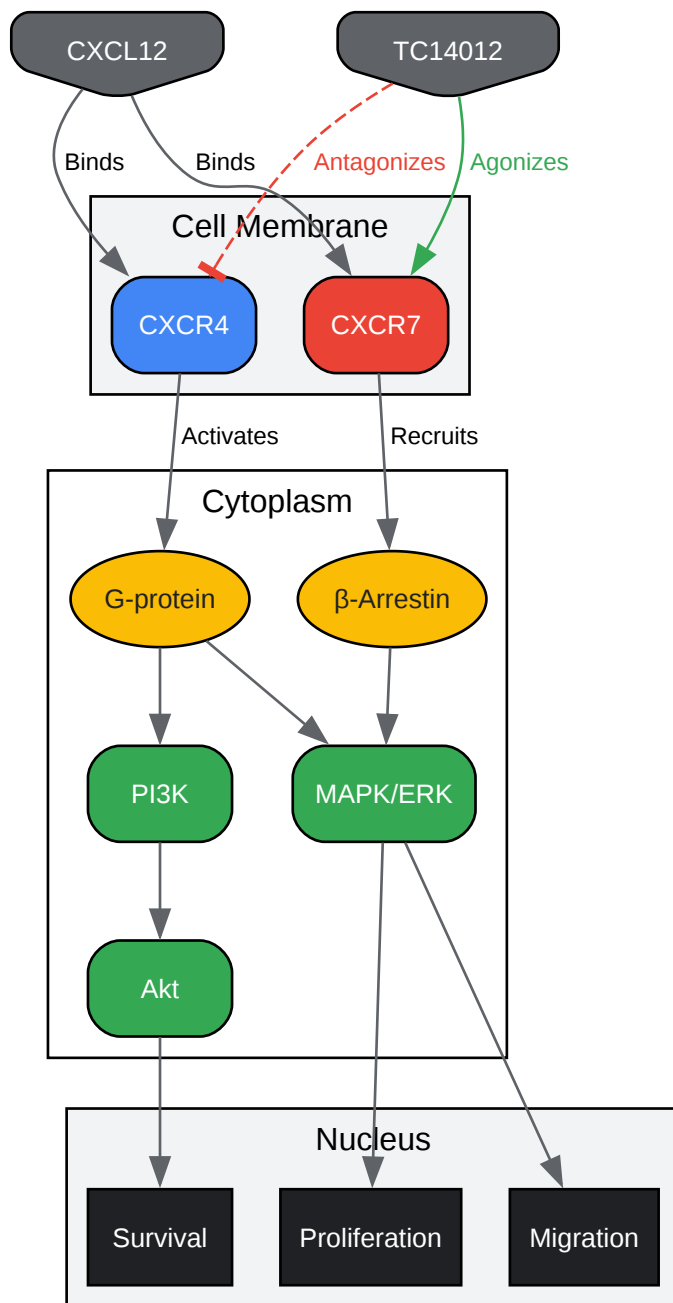 CXCL12
TC14012
Binds
Binds
Antagonizes
Agonizes
Cell Membrane
CXCR4
CXCR7
Activates
Recruits
Cytoplasm
G-protein
β-Arrestin
PI3K
MAPK/ERK
Akt
Nucleus
Survival
Proliferation
Migration